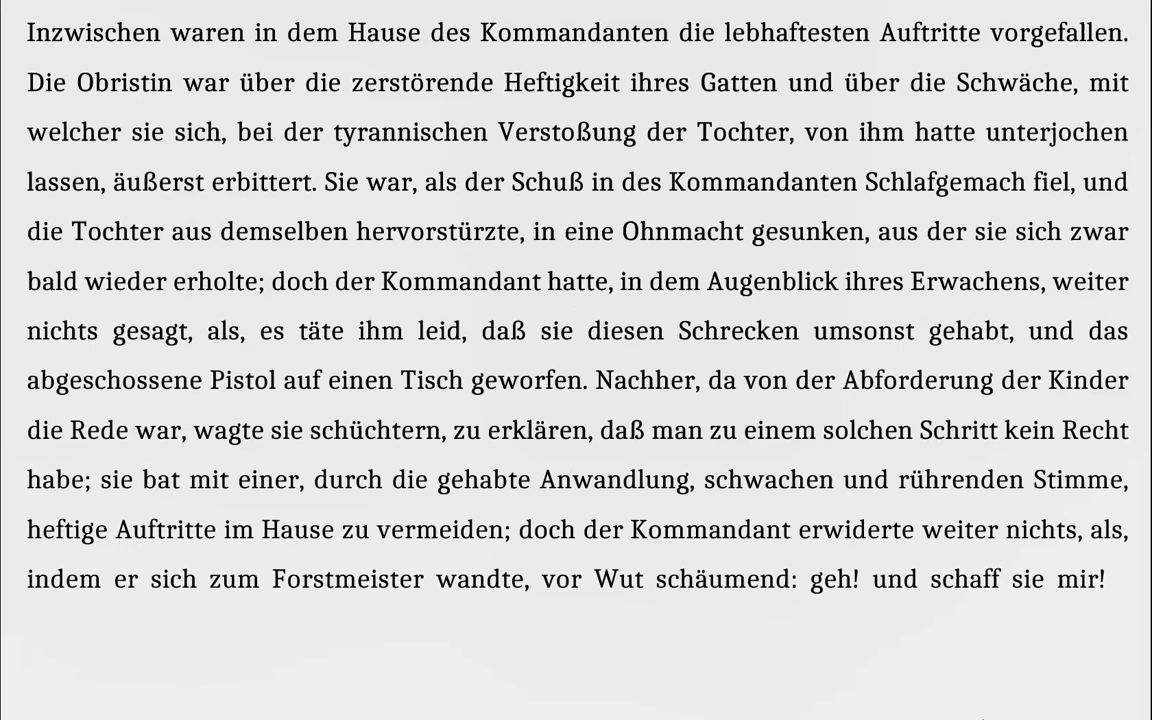 Inzwischen waren in dem Hause des Kommandanten die lebhaftesten Auftritte vorgefallen.
Die Obristin war über die zerstörende Heftigkeit ihres Gatten und über die Schwäche, mit
welcher sie sich, bei der tyrannischen Verstoßung der Tochter, von ihm hatte unterjochen
lassen, äußerst erbittert. Sie war, als der Schuß in des Kommandanten Schlafgemach fiel, und
die Tochter aus demselben hervorstürzte, in eine Ohnmacht gesunken, aus der sie sich zwar
bald wieder erholte; doch der Kommandant hatte, in dem Augenblick ihres Erwachens, weiter
nichts gesagt, als, es täte ihm leid, daß sie diesen Schrecken umsonst gehabt, und das
abgeschossene Pistol auf einen Tisch geworfen. Nachher, da von der Abforderung der Kinder
die Rede war, wagte sie schüchtern, zu erklären, daß man zu einem solchen Schritt kein Recht
habe; sie bat mit einer, durch die gehabte Anwandlung, schwachen und rührenden Stimme,
heftige Auftritte im Hause zu vermeiden; doch der Kommandant erwiderte weiter nichts, als,
indem er sich zum Forstmeister wandte, vor Wut schäumend: geh! und schaff sie mir!